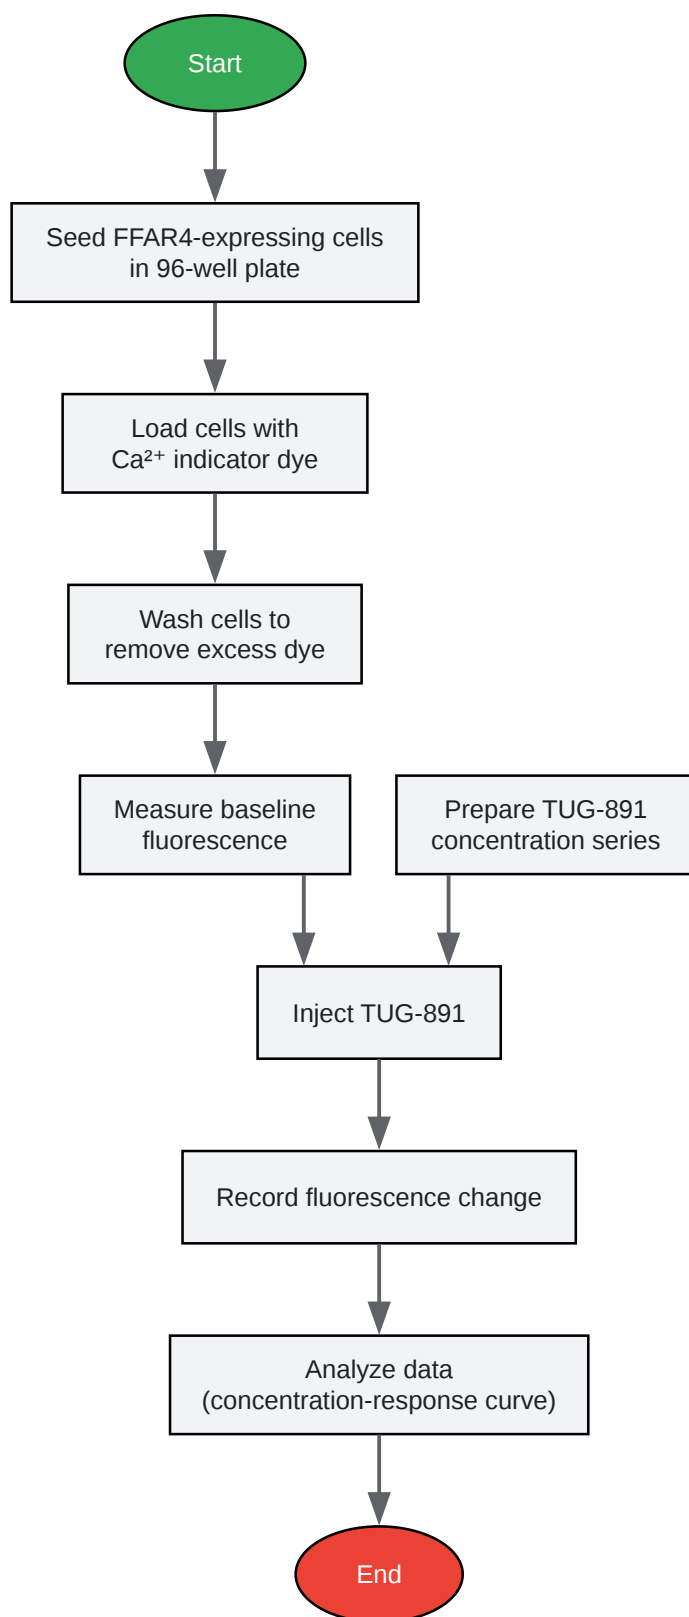 Start
Seed FFAR4-expressing cells
in 96-well plate
Load cells with
Ca²⁺ indicator dye
Wash cells to
remove excess dye
Measure baseline
fluorescence
Prepare TUG-891
concentration series
Inject TUG-891
Record fluorescence change
Analyze data
(concentration-response curve)
End